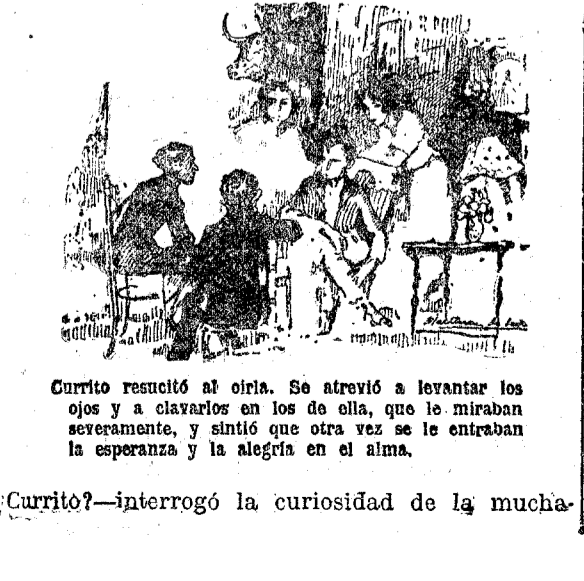 Currito resucitó al oirla. Se atrevió a levantar los
ojos y a clavarlos en los de ella, que le miraban
severamente, y sintió que otra vez se le entraban
la esperanza y la alegría en el alma.
Currito?—interrogó la curiosidad de la mucha-